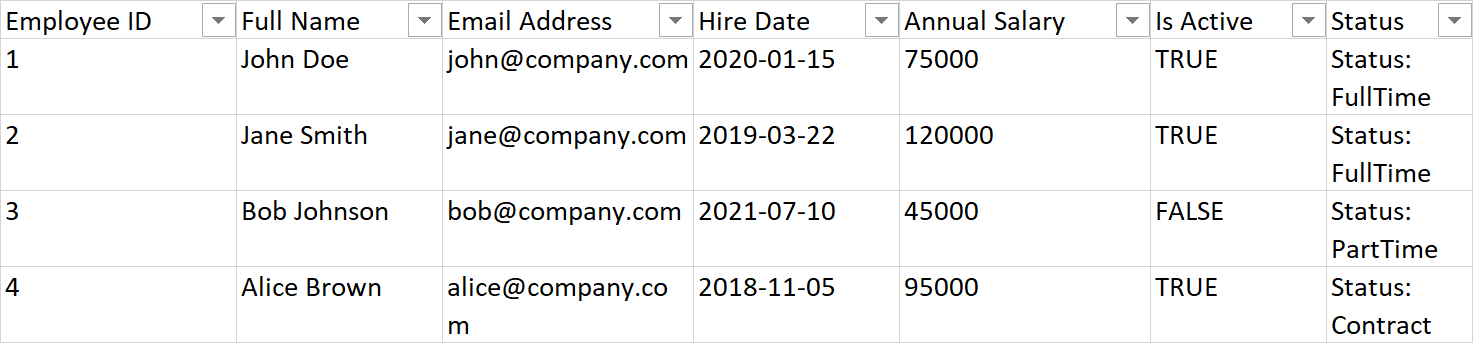 Employee ID Full Name Email Address Hire Date Annual Salary Is Active Status
1 John Doe john@company.com 2020-01-15 75000 TRUE Status:
FullTime
2 Jane Smith jane@company.com 2019-03-22 120000 TRUE Status:
FullTime
3 Bob Johnson bob@company.com 2021-07-10 45000 FALSE Status:
PartTime
4 Alice Brown alice@company.co 2018-11-05 95000 TRUE Status:
m Contract